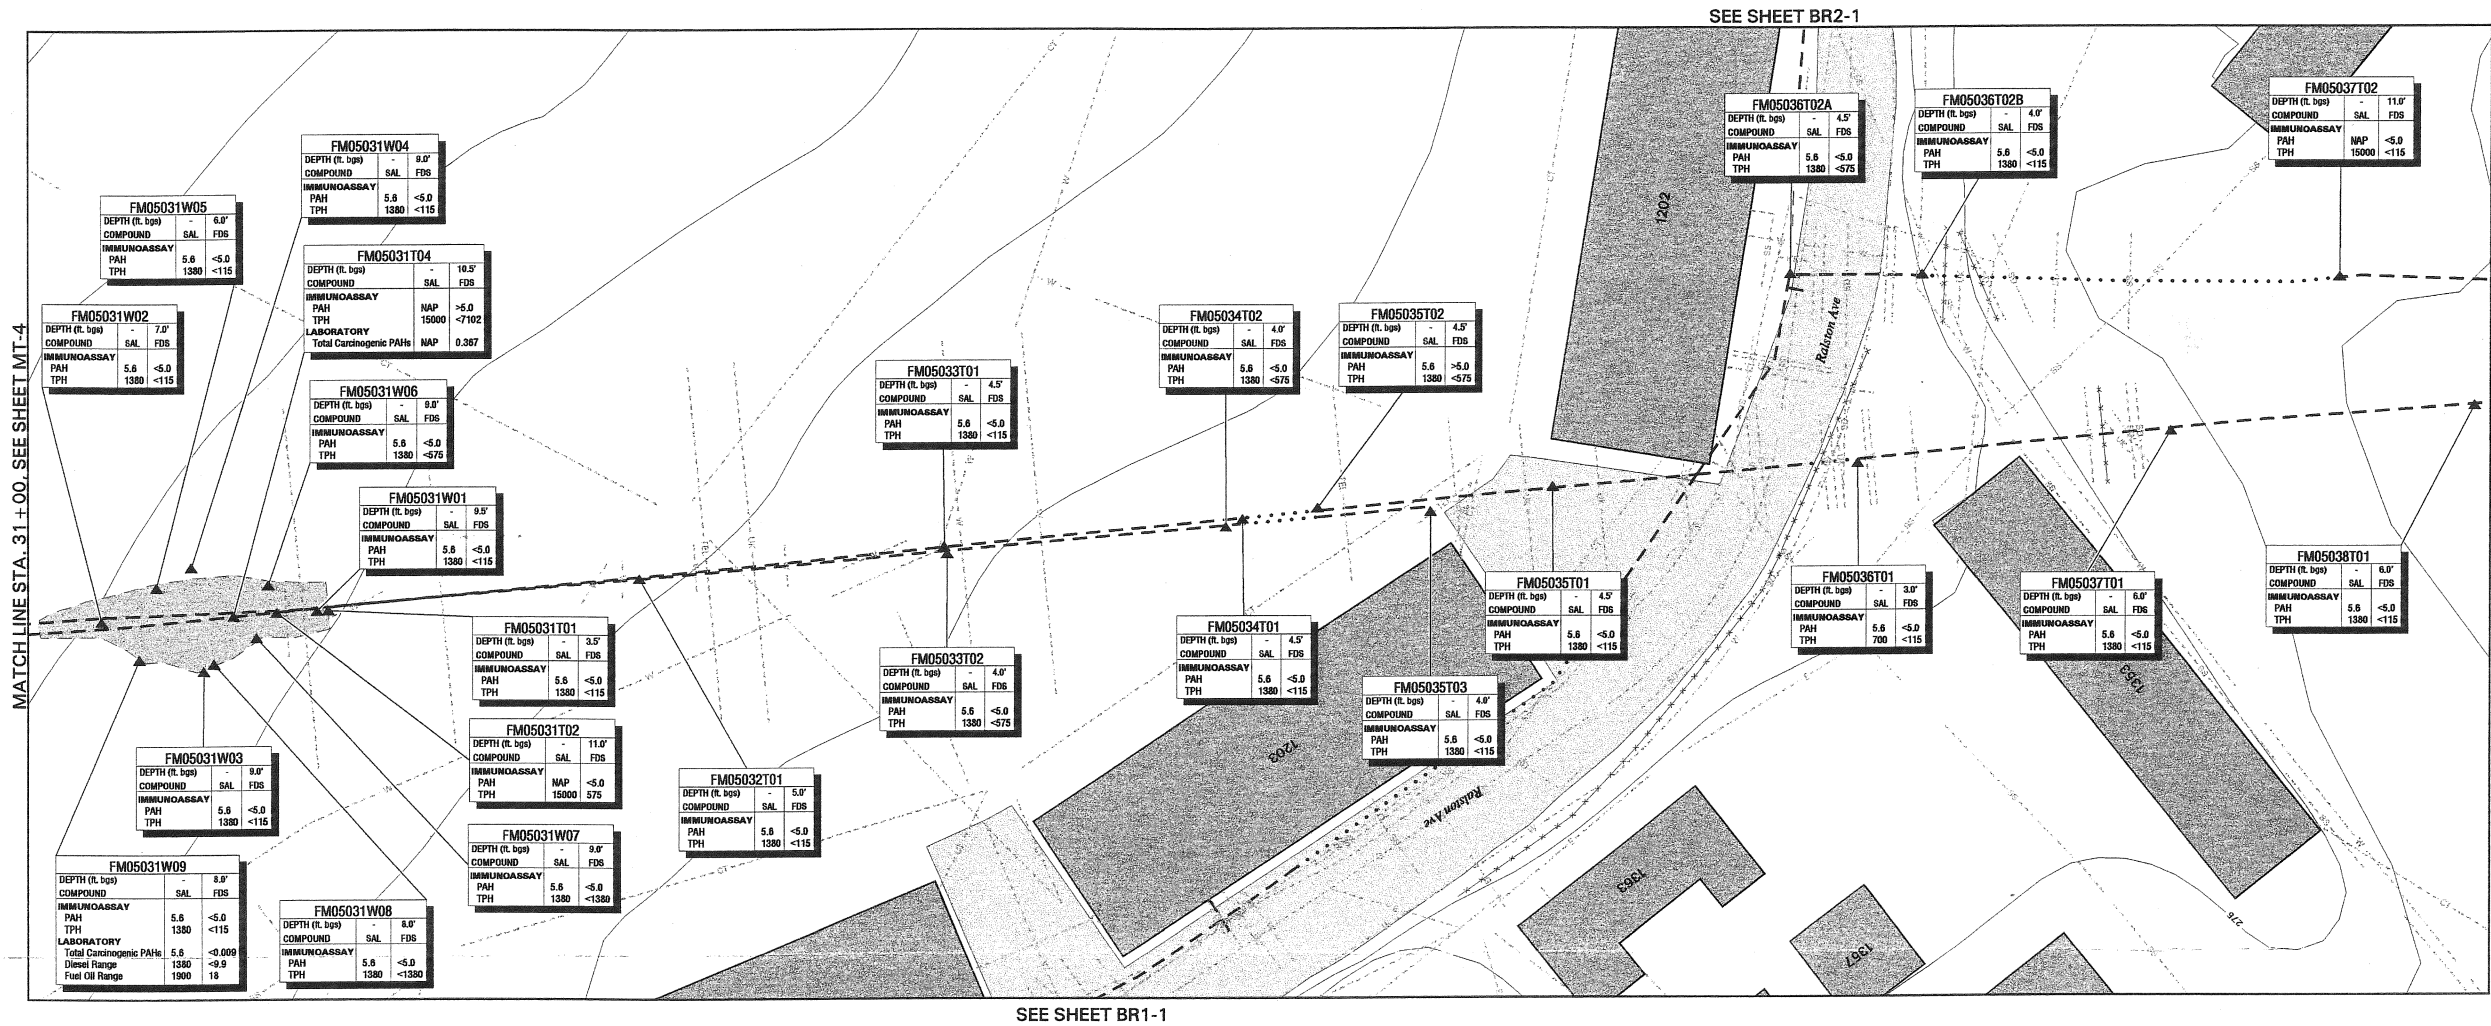 SEE SHEET BR2-1
MATCH LINE STA. 31 + 00, SEE SHEET MT-4
FM05031W05
DEPTH (ft. bgs) - 6.0'
COMPOUND SAL FDS
IMMUNOASSAY
PAH 5.6 <5.0
TPH 1380 <115
FM05031W04
DEPTH (ft. bgs) - 9.0'
COMPOUND SAL FDS
IMMUNOASSAY
PAH 5.6 <5.0
TPH 1380 <115
FM05031W02
DEPTH (ft. bgs) - 7.0'
COMPOUND SAL FDS
IMMUNOASSAY
PAH 5.6 <5.0
TPH 1380 <115
FM05031T04
DEPTH (ft. bgs) - 10.5'
COMPOUND SAL FDS
IMMUNOASSAY
PAH NAP >5.0
TPH 15000 <7102
LABORATORY
Total Carcinogenic PAHs NAP 0.367
FM05031W06
DEPTH (ft. bgs) - 9.0'
COMPOUND SAL FDS
IMMUNOASSAY
PAH 5.6 <5.0
TPH 1380 <575
FM05031W01
DEPTH (ft. bgs) - 9.5'
COMPOUND SAL FDS
IMMUNOASSAY
PAH 5.6 <5.0
TPH 1380 <115
FM05031T01
DEPTH (ft. bgs) - 3.5'
COMPOUND SAL FDS
IMMUNOASSAY
PAH 5.6 <5.0
TPH 1380 <115
FM05031T02
DEPTH (ft. bgs) - 11.0'
COMPOUND SAL FDS
IMMUNOASSAY
PAH NAP <5.0
TPH 15000 575
FM05031W03
DEPTH (ft. bgs) - 9.0'
COMPOUND SAL FDS
IMMUNOASSAY
PAH 5.6 <5.0
TPH 1380 <115
FM05031W07
DEPTH (ft. bgs) - 9.0'
COMPOUND SAL FDS
IMMUNOASSAY
PAH 5.6 <5.0
TPH 1380 <1380
FM05031W09
DEPTH (ft. bgs) - 8.0'
COMPOUND SAL FDS
IMMUNOASSAY
PAH 5.6 <5.0
TPH 1380 <115
LABORATORY
Total Carcinogenic PAHs 5.6 <0.009
Diesel Range 1380 <9.9
Fuel Oil Range 1900 18
FM05031W08
DEPTH (ft. bgs) - 8.0'
COMPOUND SAL FDS
IMMUNOASSAY
PAH 5.6 <5.0
TPH 1380 <1380
FM05032T01
DEPTH (ft. bgs) - 5.0'
COMPOUND SAL FDS
IMMUNOASSAY
PAH 5.6 <5.0
TPH 1380 <115
FM05033T01
DEPTH (ft. bgs) - 4.5'
COMPOUND SAL FDS
IMMUNOASSAY
PAH 5.6 <5.0
TPH 1380 <115
FM05033T02
DEPTH (ft. bgs) - 4.0'
COMPOUND SAL FDS
IMMUNOASSAY
PAH 5.6 <5.0
TPH 1380 <575
FM05034T02
DEPTH (ft. bgs) - 4.0'
COMPOUND SAL FDS
IMMUNOASSAY
PAH 5.6 <5.0
TPH 1380 <575
FM05035T02
DEPTH (ft. bgs) - 4.5'
COMPOUND SAL FDS
IMMUNOASSAY
PAH 5.6 >5.0
TPH 1380 <575
FM05034T01
DEPTH (ft. bgs) - 4.5'
COMPOUND SAL FDS
IMMUNOASSAY
PAH 5.6 <5.0
TPH 1380 <115
FM05035T03
DEPTH (ft. bgs) - 4.0'
COMPOUND SAL FDS
IMMUNOASSAY
PAH 5.6 <5.0
TPH 1380 <115
FM05035T01
DEPTH (ft. bgs) - 4.5'
COMPOUND SAL FDS
IMMUNOASSAY
PAH 5.6 <5.0
TPH 1380 <115
FM05036T02A
DEPTH (ft. bgs) - 4.5'
COMPOUND SAL FDS
IMMUNOASSAY
PAH 5.6 <5.0
TPH 1380 <575
FM05036T02B
DEPTH (ft. bgs) - 4.0'
COMPOUND SAL FDS
IMMUNOASSAY
PAH 5.6 <5.0
TPH 1380 <115
FM05037T02
DEPTH (ft. bgs) - 11.0'
COMPOUND SAL FDS
IMMUNOASSAY
PAH NAP <5.0
TPH 15000 <115
FM05036T01
DEPTH (ft. bgs) - 3.0'
COMPOUND SAL FDS
IMMUNOASSAY
PAH 5.6 <5.0
TPH 700 <115
FM05037T01
DEPTH (ft. bgs) - 6.0'
COMPOUND SAL FDS
IMMUNOASSAY
PAH 5.6 <5.0
TPH 1380 <115
FM05038T01
DEPTH (ft. bgs) - 6.0'
COMPOUND SAL FDS
IMMUNOASSAY
PAH 5.6 <5.0
TPH 1380 <115
1202
Ralston Ave
1203
Ralston Ave
1363
1363
1367
276
SEE SHEET BR1-1